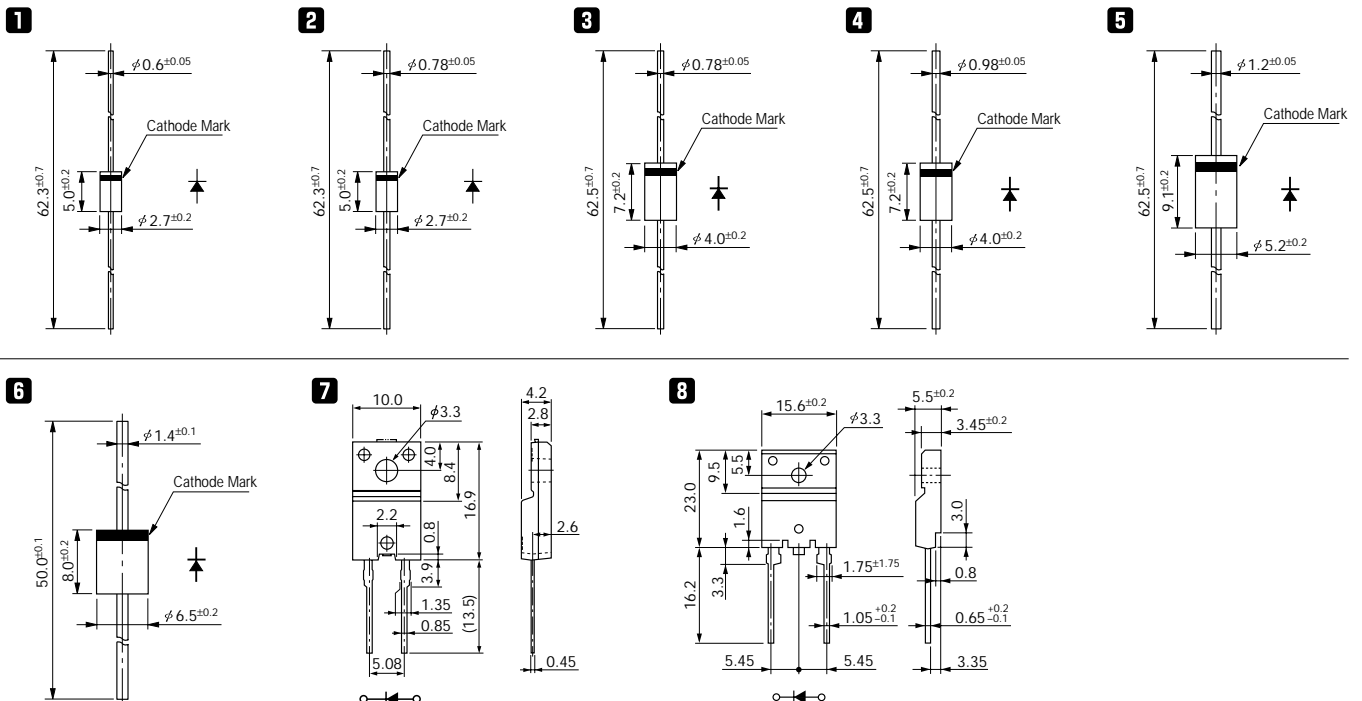 1
φ0.6±0.05
Cathode Mark
62.3±0.7
5.0±0.2
φ2.7±0.2
2
φ0.78±0.05
Cathode Mark
62.3±0.7
5.0±0.2
φ2.7±0.2
3
φ0.78±0.05
Cathode Mark
62.5±0.7
7.2±0.2
φ4.0±0.2
4
φ0.98±0.05
Cathode Mark
62.5±0.7
7.2±0.2
φ4.0±0.2
5
φ1.2±0.05
Cathode Mark
62.5±0.7
9.1±0.2
φ5.2±0.2
6
φ1.4±0.1
Cathode Mark
50.0±0.1
8.0±0.2
φ6.5±0.2
7
10.0
φ3.3
4.0
8.4
16.9
2.2
0.8
3.9
1.35
0.85
(13.5)
5.08
4.2
2.8
2.6
0.45
8
15.6±0.2
φ3.3
23.0
9.5
5.5
1.6
3.3
16.2
1.75±1.75
1.05+0.2−0.1
5.45
5.45
5.5±0.2
3.45±0.2
3.0
0.8
0.65+0.2−0.1
3.35